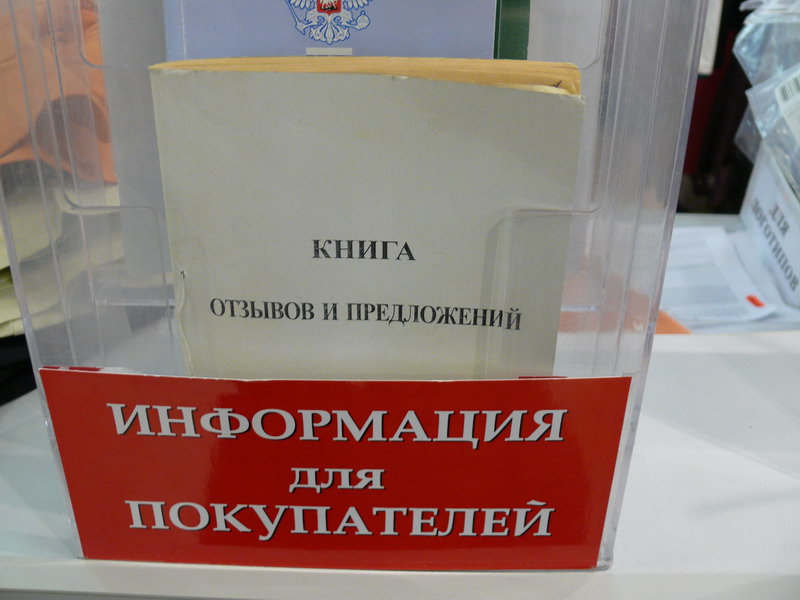 КНИГА
ОТЗЫВОВ И ПРЕДЛОЖЕНИЙ
ИНФОРМАЦИЯ
для
ПОКУПАТЕЛЕЙ